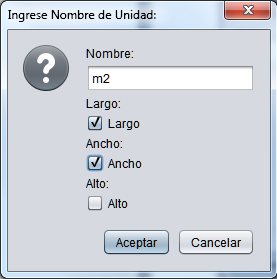 Ingrese Nombre de Unidad:
Nombre:
m2
Largo:
Largo
Ancho:
Ancho
Alto:
Alto
Aceptar Cancelar